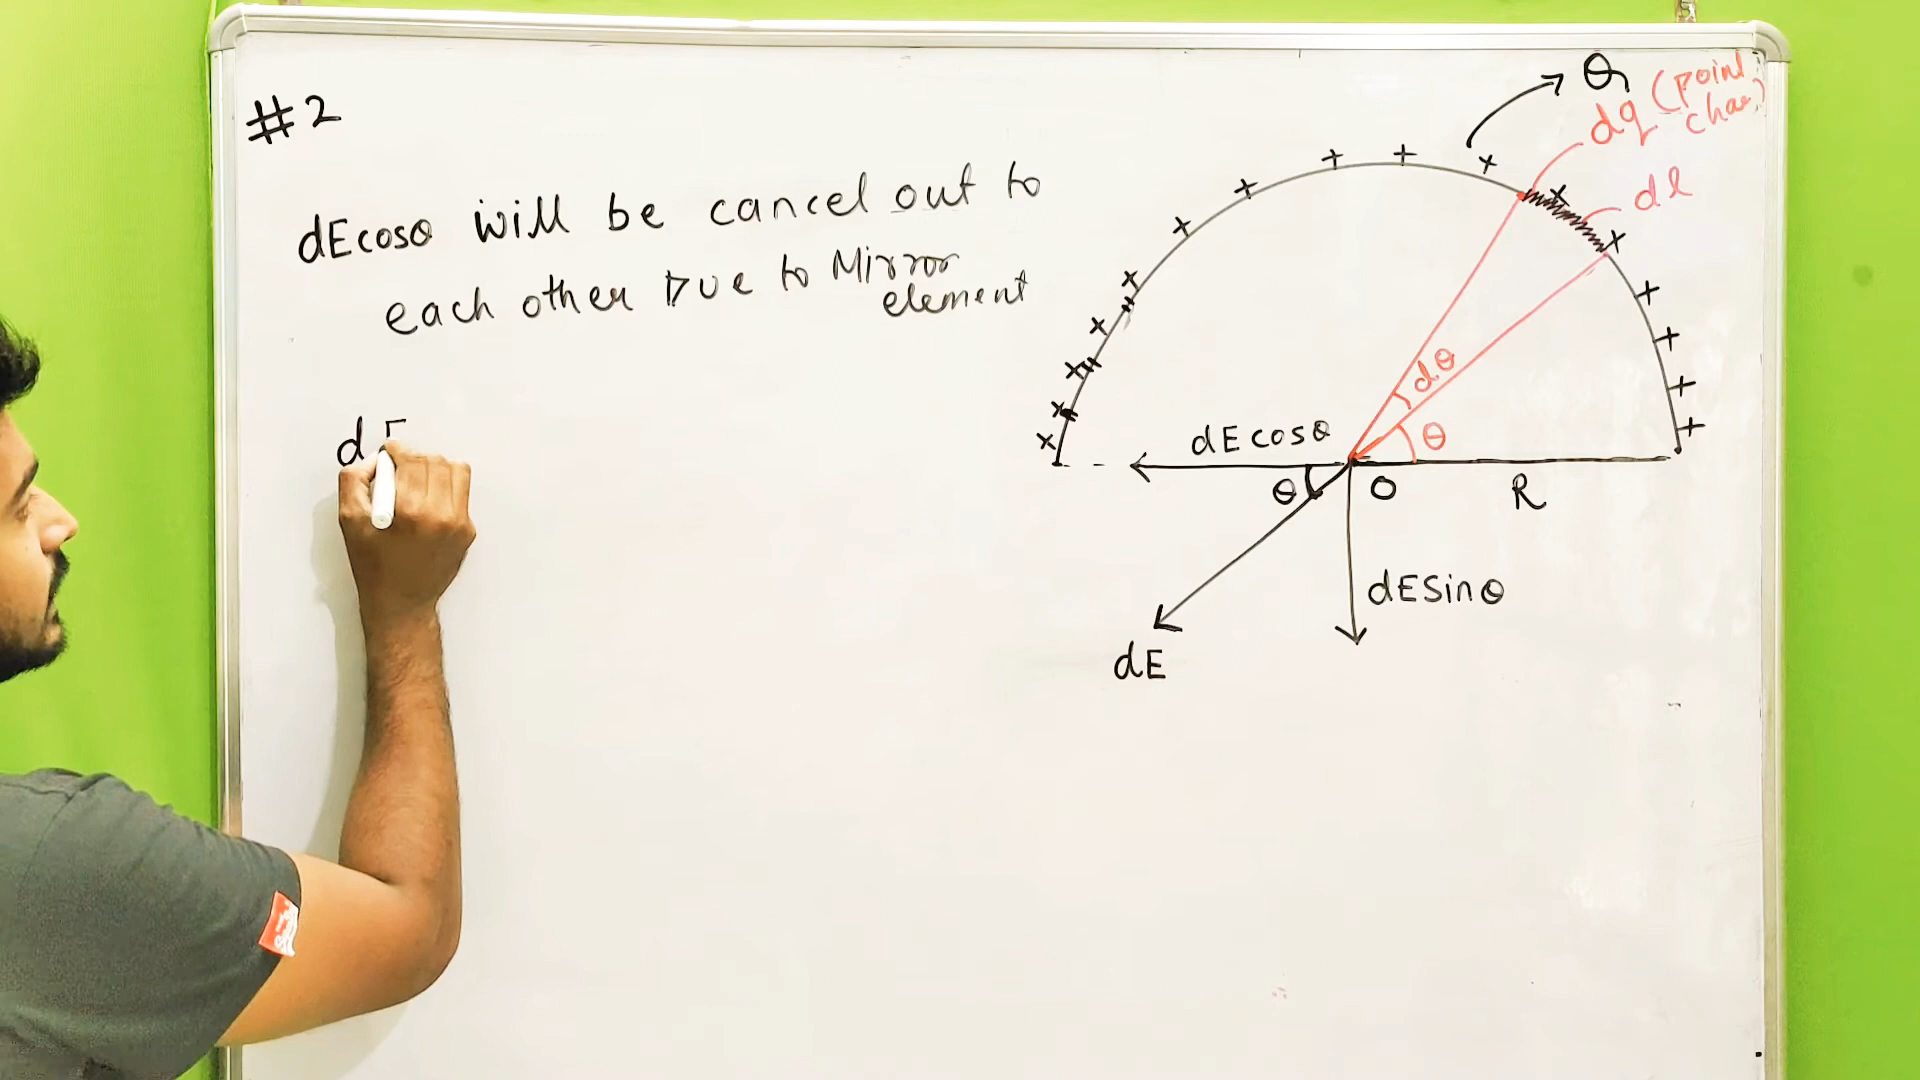 #2
dEcosθ will be cancel out to
each other Due to Mirror
element
dE
Q
dq (point
dl
dθ
θ
dEcosθ
θ
O
R
dESinθ
dE